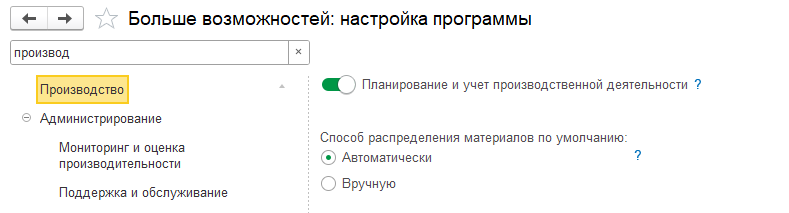 Больше возможностей: настройка программы
производ
×
Производство
Планирование и учет производственной деятельности ?
Администрирование
Мониторинг и оценка
производительности
Поддержка и обслуживание
Способ распределения материалов по умолчанию:
Автоматически
?
Вручную